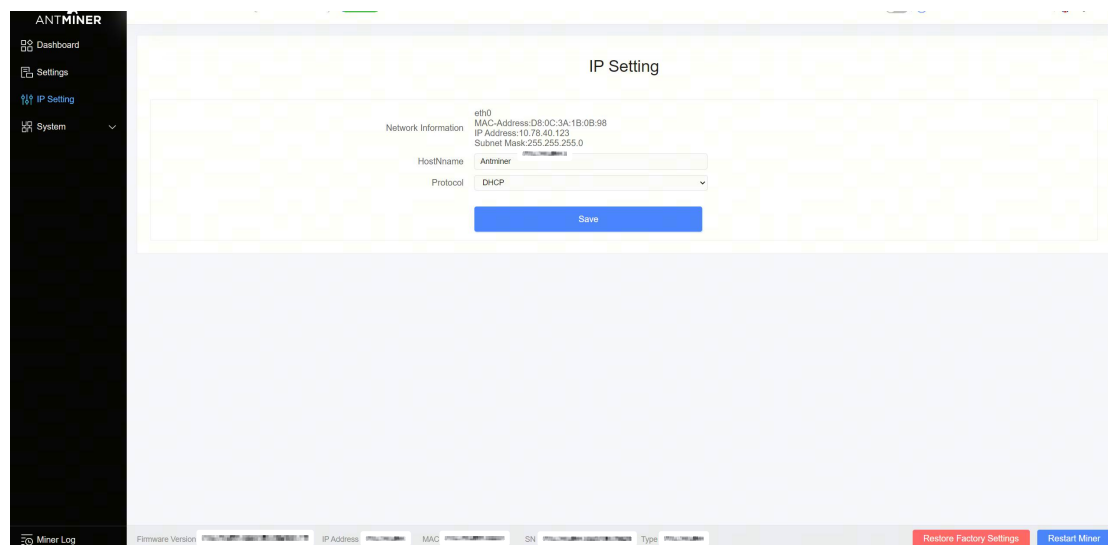 ANTMINER
Dashboard
Settings
IP Setting
System
IP Setting
Network Information
eth0
MAC-Address:D8:0C:3A:1B:0B:98
IP Address:10.78.40.123
Subnet Mask:255.255.255.0
HostNname
Antminer
Protocol
DHCP
Save
Miner Log
Firmware Version
IP Address
MAC
SN
Type
Restore Factory Settings
Restart Miner